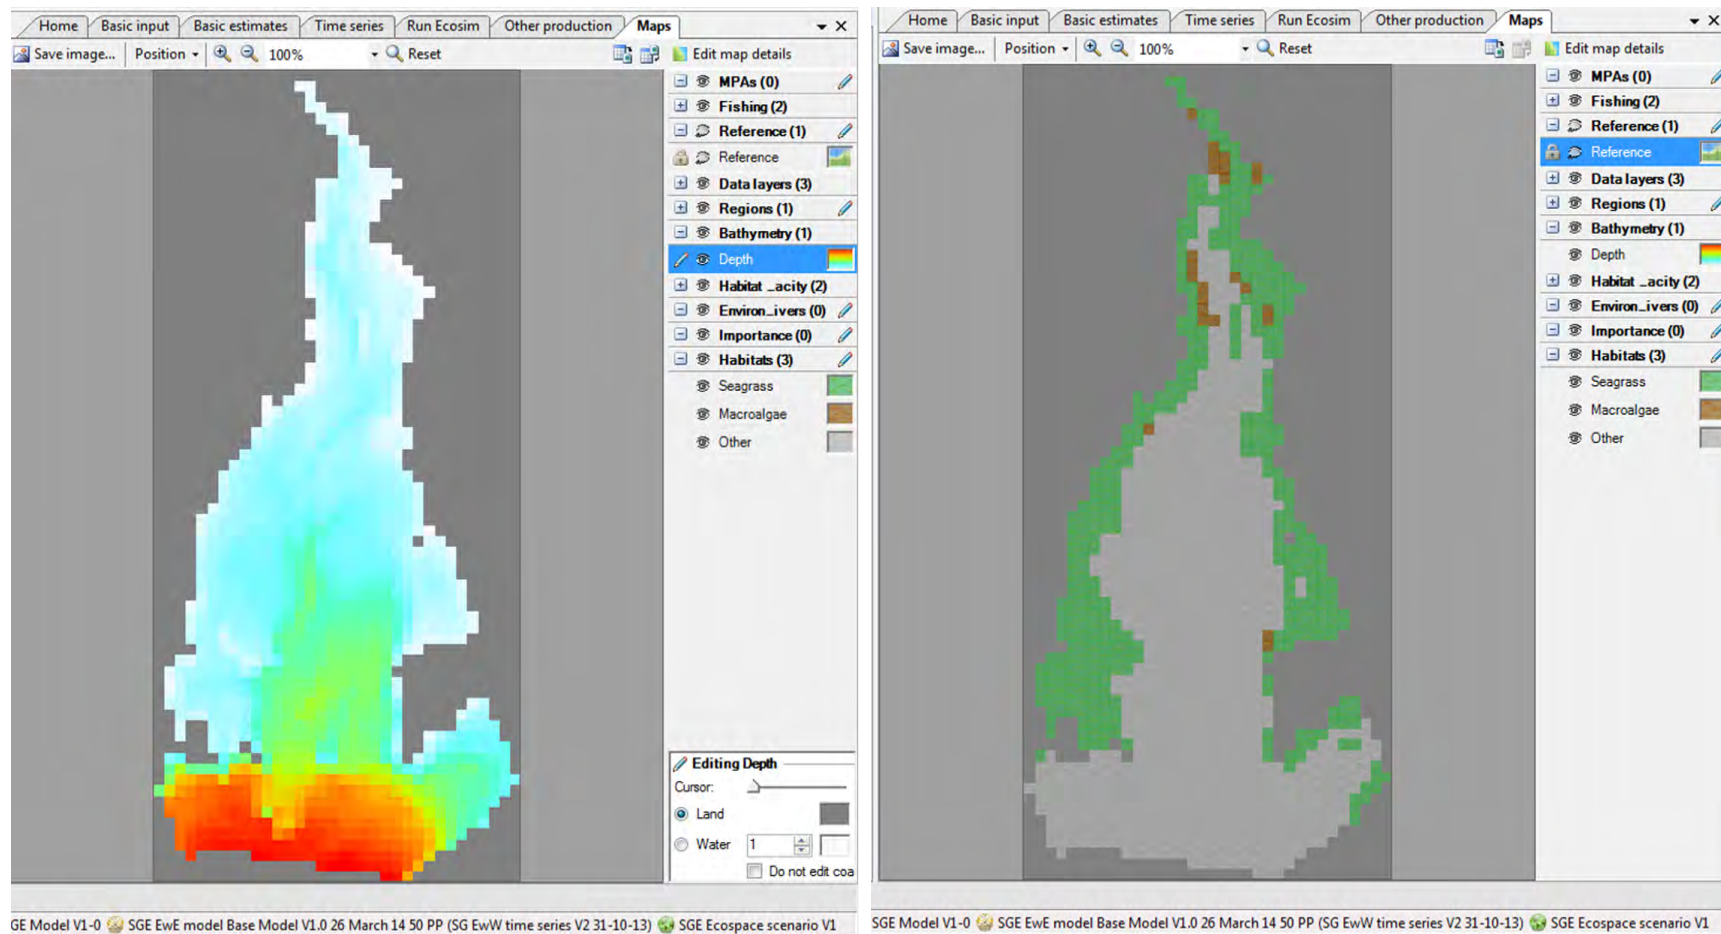 Home Basic input Basic estimates Time series Run Ecosim Other production Maps
Save image... Position 100% Reset Edit map details
MPAs (0)
Fishing (2)
Reference (1)
Reference
Data layers (3)
Regions (1)
Bathymetry (1)
Depth
Habitat _acity (2)
Environ_ivers (0)
Importance (0)
Habitats (3)
Seagrass
Macroalgae
Other
Editing Depth
Cursor:
Land
Water 1
Do not edit coa
GE Model V1-0 SGE EwE model Base Model V1.0 26 March 14 50 PP (SG EwW time series V2 31-10-13) SGE Ecospace scenario V1
Home Basic input Basic estimates Time series Run Ecosim Other production Maps
Save image... Position 100% Reset Edit map details
MPAs (0)
Fishing (2)
Reference (1)
Reference
Data layers (3)
Regions (1)
Bathymetry (1)
Depth
Habitat _acity (2)
Environ_ivers (0)
Importance (0)
Habitats (3)
Seagrass
Macroalgae
Other
SGE Model V1-0 SGE EwE model Base Model V1.0 26 March 14 50 PP (SG EwW time series V2 31-10-13) SGE Ecospace scenario V1